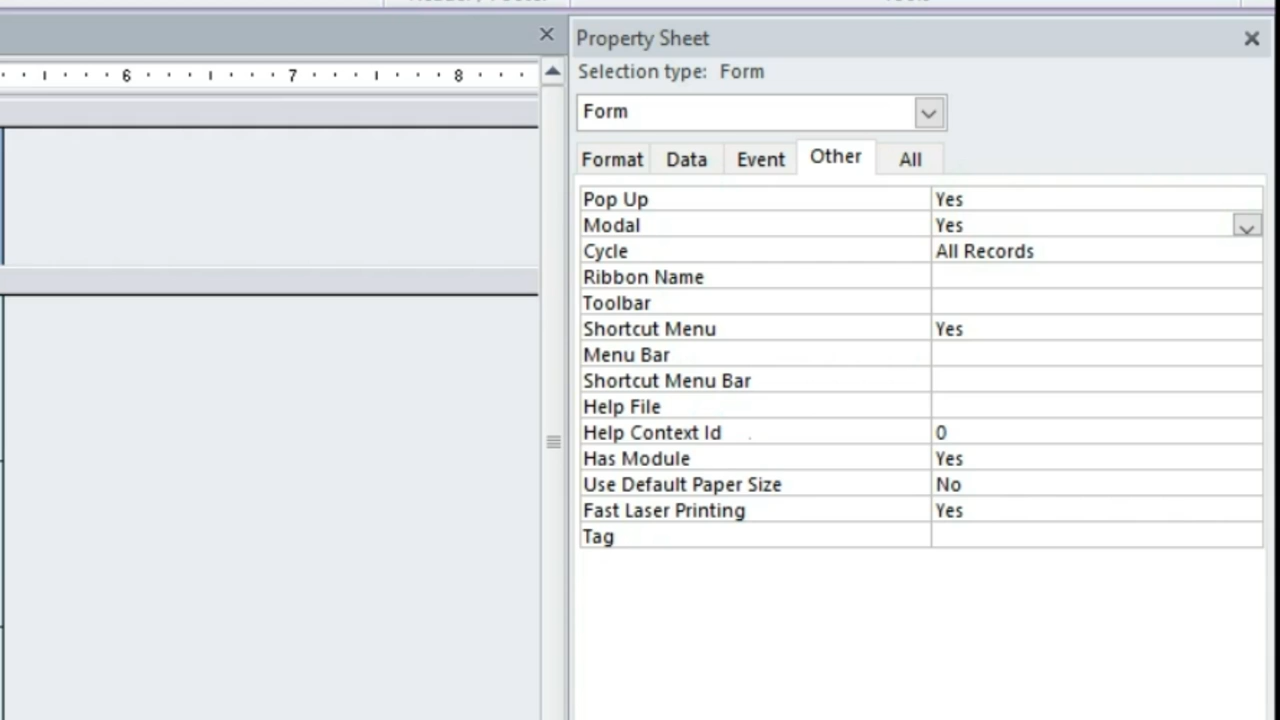 Property Sheet
Selection type: Form
6 7 8
Form
Format Data Event Other All
Pop Up Yes
Modal Yes
Cycle All Records
Ribbon Name
Toolbar
Shortcut Menu Yes
Menu Bar
Shortcut Menu Bar
Help File
Help Context Id 0
Has Module Yes
Use Default Paper Size No
Fast Laser Printing Yes
Tag